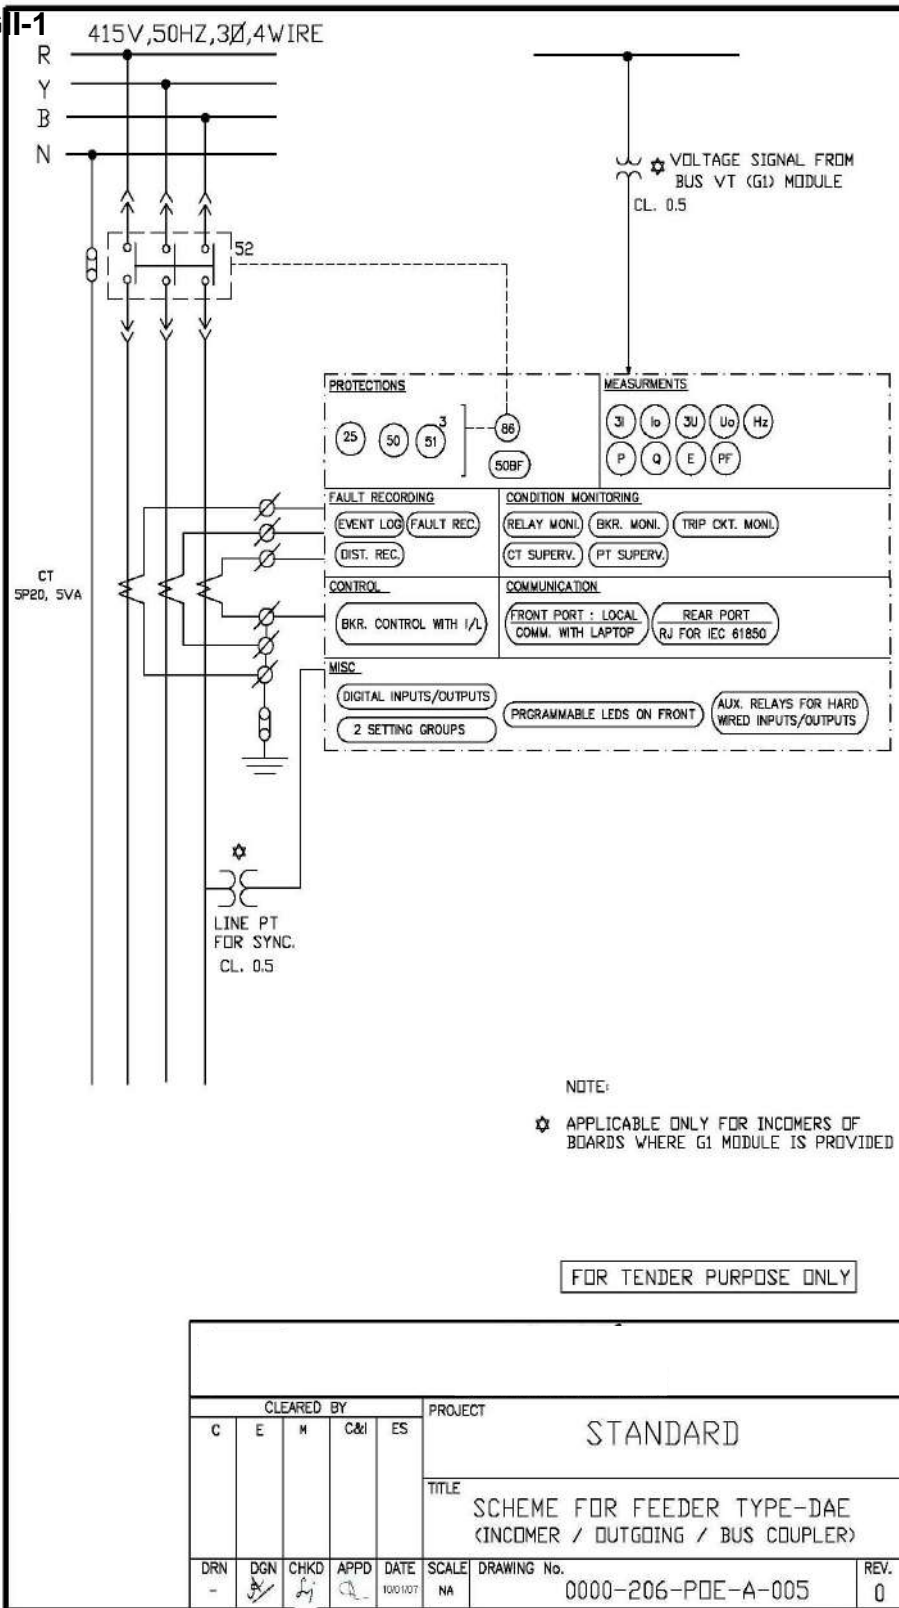 II-1
415V,50HZ,3Ø,4WIRE
R
Y
B
N
VOLTAGE SIGNAL FROM
BUS VT (G1) MODULE
CL. 0.5
52
PROTECTIONS
25
50
51
3
86
50BF
MEASURMENTS
3I
Io
3U
Uo
Hz
P
Q
E
PF
FAULT RECORDING
EVENT LOG
FAULT REC.
DIST. REC.
CONDITION MONITORING
RELAY MONI.
BKR. MONI.
TRIP CKT. MONI.
CT SUPERV.
PT SUPERV.
CT
5P20, 5VA
CONTROL
BKR. CONTROL WITH I/L
COMMUNICATION
FRONT PORT : LOCAL
COMM. WITH LAPTOP
REAR PORT
RJ FOR IEC 61850
MISC
DIGITAL INPUTS/OUTPUTS
2 SETTING GROUPS
PRGRAMMABLE LEDS ON FRONT
AUX. RELAYS FOR HARD
WIRED INPUTS/OUTPUTS
LINE PT
FOR SYNC.
CL. 0.5
NOTE:
APPLICABLE ONLY FOR INCOMERS OF
BOARDS WHERE G1 MODULE IS PROVIDED
FOR TENDER PURPOSE ONLY
CLEARED BY
C E M C&I ES
PROJECT
STANDARD
TITLE
SCHEME FOR FEEDER TYPE-DAE
(INCOMER / OUTGOING / BUS COUPLER)
DRN DGN CHKD APPD DATE SCALE DRAWING No. REV.
- 10/01/07 NA 0000-206-POE-A-005 0